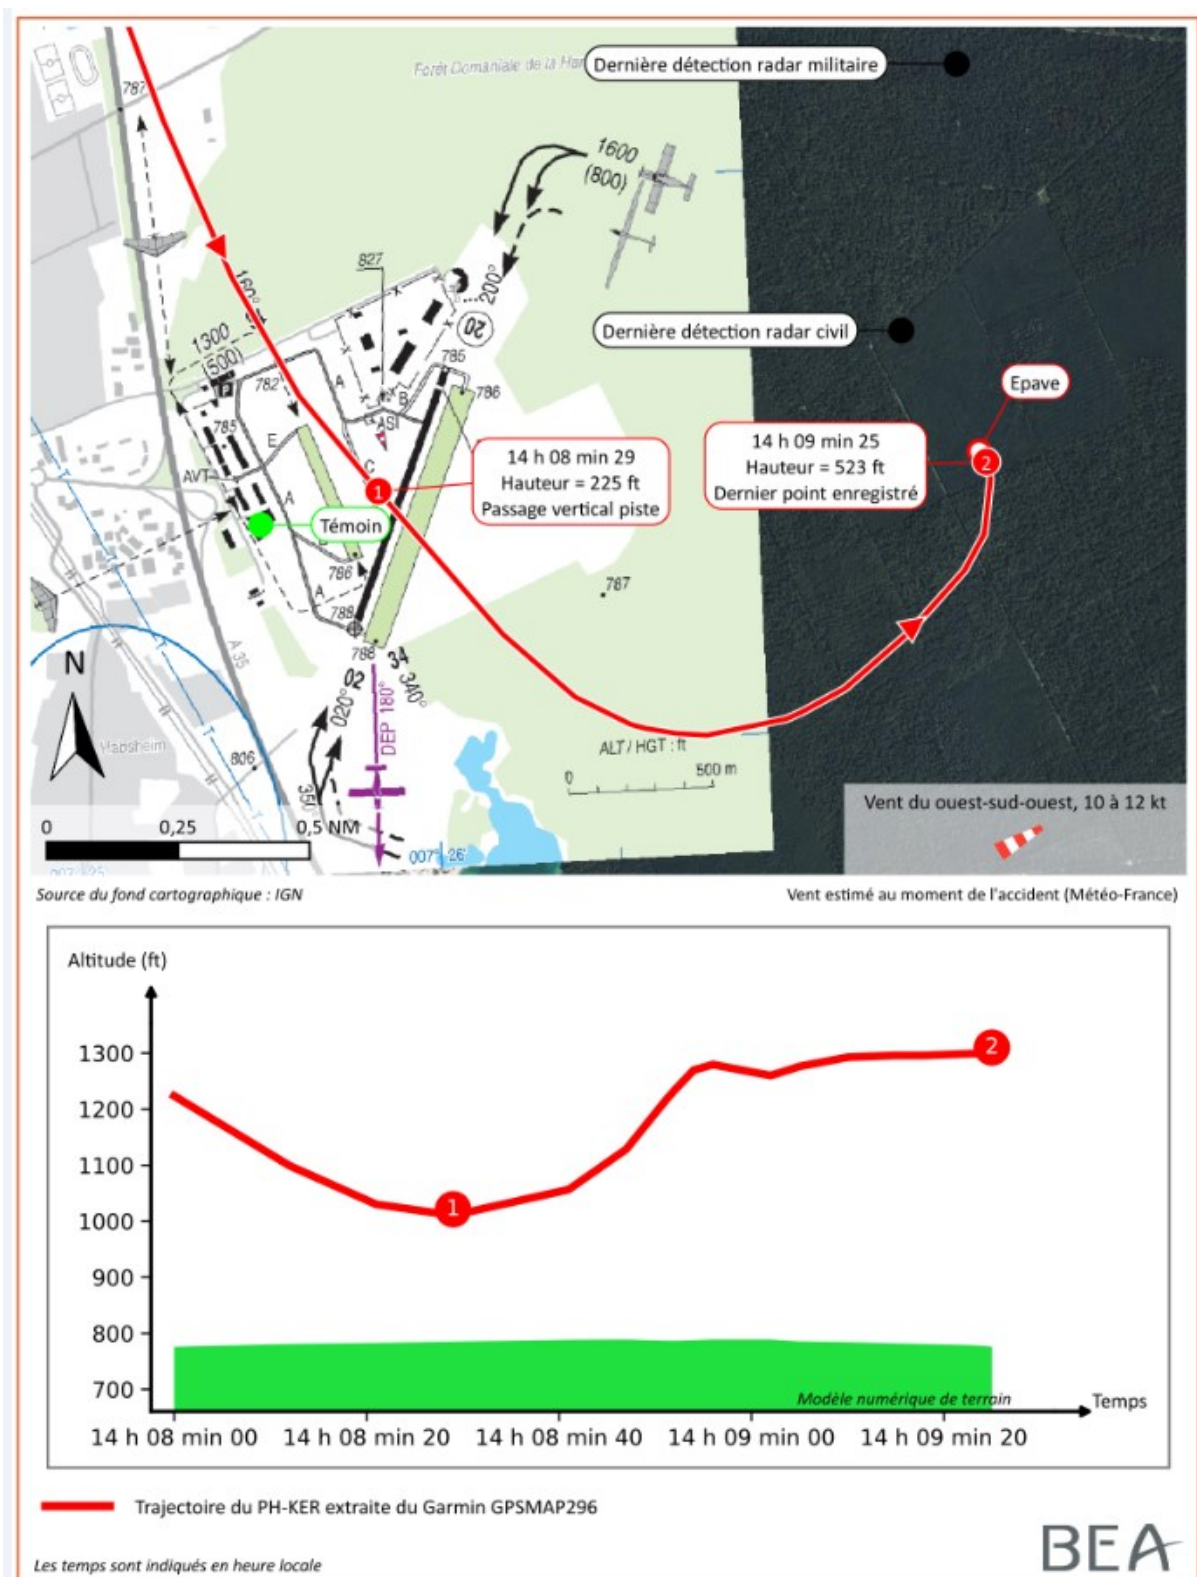 Forêt Domaniale de la Har
Dernière détection radar militaire
787
1600
(800)
827
160°
200°
20
1300
(500)
Dernière détection radar civil
P
782
A
785
786
B
ASI
Epave
785
E
C
14 h 08 min 29
Hauteur = 225 ft
Passage vertical piste
14 h 09 min 25
Hauteur = 523 ft
Dernier point enregistré
2
AVT
A
1
Témoin
786
787
A
788
A 35
788
34
02
340°
020°
N
DEP 180°
Habsheim
806
ALT / HGT : ft
0
500 m
350°
Vent du ouest-sud-ouest, 10 à 12 kt
0
0,25
0,5 NM
007° 26'
007° 25'
Source du fond cartographique : IGN
Vent estimé au moment de l'accident (Météo-France)
Altitude (ft)
1300
2
1200
1100
1
1000
900
800
700
Modèle numérique de terrain
Temps
14 h 08 min 00
14 h 08 min 20
14 h 08 min 40
14 h 09 min 00
14 h 09 min 20
Trajectoire du PH-KER extraite du Garmin GPSMAP296
Les temps sont indiqués en heure locale
BEA